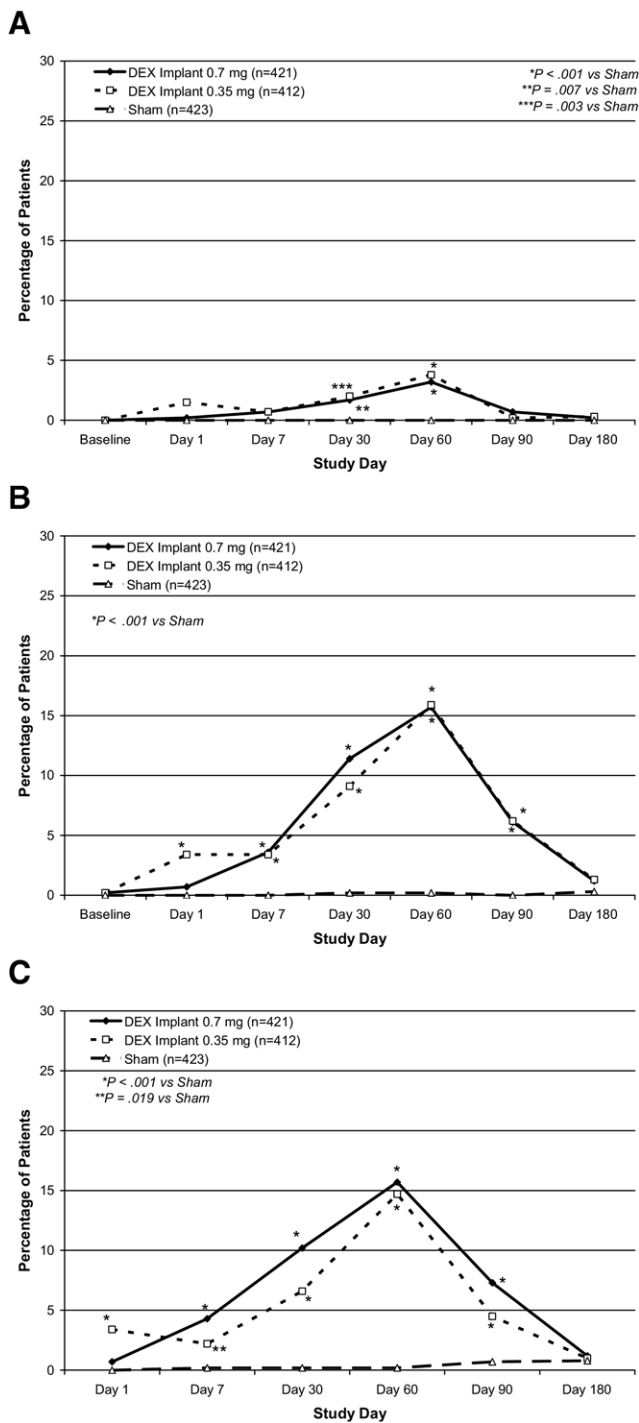 A
30
25
20
15
10
5
0
Percentage of Patients
DEX Implant 0.7 mg (n=421)
DEX Implant 0.35 mg (n=412)
Sham (n=423)
*P < .001 vs Sham
**P = .007 vs Sham
***P = .003 vs Sham
***
**
*
*
Baseline Day 1 Day 7 Day 30 Day 60 Day 90 Day 180
Study Day
B
30
25
20
15
10
5
0
Percentage of Patients
DEX Implant 0.7 mg (n=421)
DEX Implant 0.35 mg (n=412)
Sham (n=423)
*P < .001 vs Sham
*
*
*
*
*
*
*
*
*
Baseline Day 1 Day 7 Day 30 Day 60 Day 90 Day 180
Study Day
C
30
25
20
15
10
5
0
Percentage of Patients
DEX Implant 0.7 mg (n=421)
DEX Implant 0.35 mg (n=412)
Sham (n=423)
*P < .001 vs Sham
**P = .019 vs Sham
*
*
**
*
*
*
*
*
*
Day 1 Day 7 Day 30 Day 60 Day 90 Day 180
Study Day